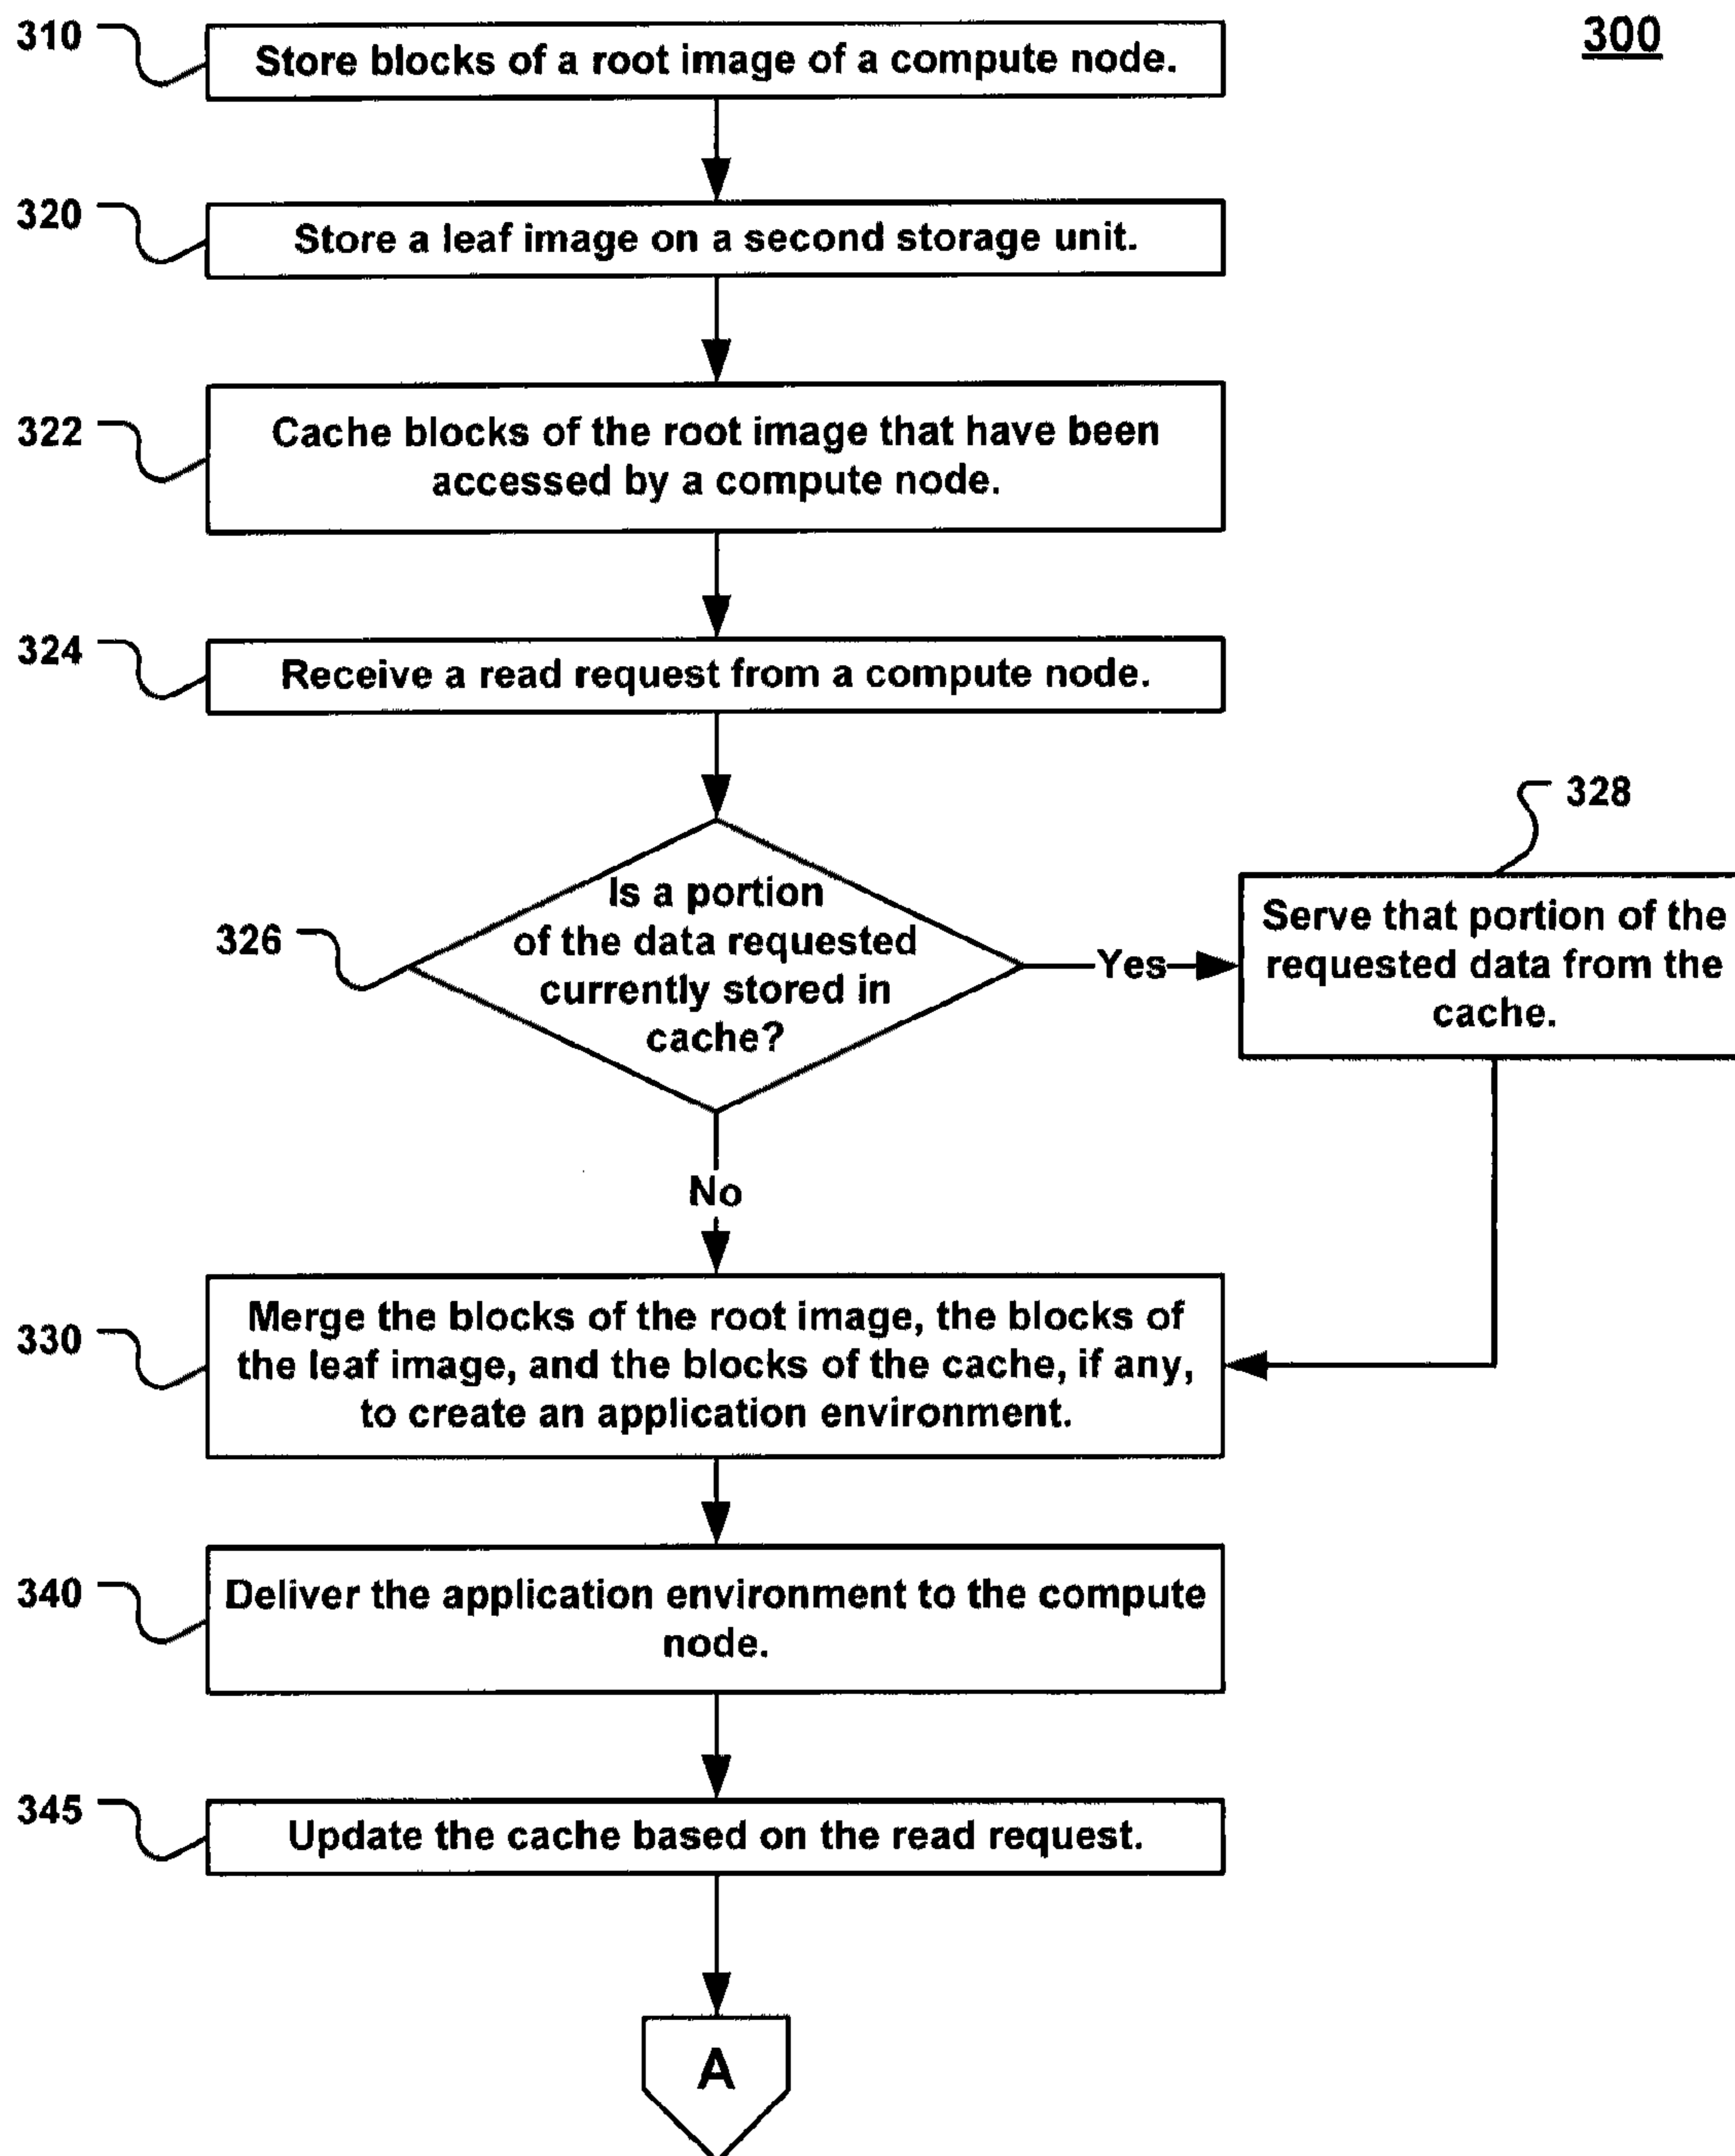 300
310
Store blocks of a root image of a compute node.
320
Store a leaf image on a second storage unit.
322
Cache blocks of the root image that have been
accessed by a compute node.
324
Receive a read request from a compute node.
326
Is a portion
of the data requested
currently stored in
cache?
Yes
328
Serve that portion of the
requested data from the
cache.
No
330
Merge the blocks of the root image, the blocks of
the leaf image, and the blocks of the cache, if any,
to create an application environment.
340
Deliver the application environment to the compute
node.
345
Update the cache based on the read request.
A